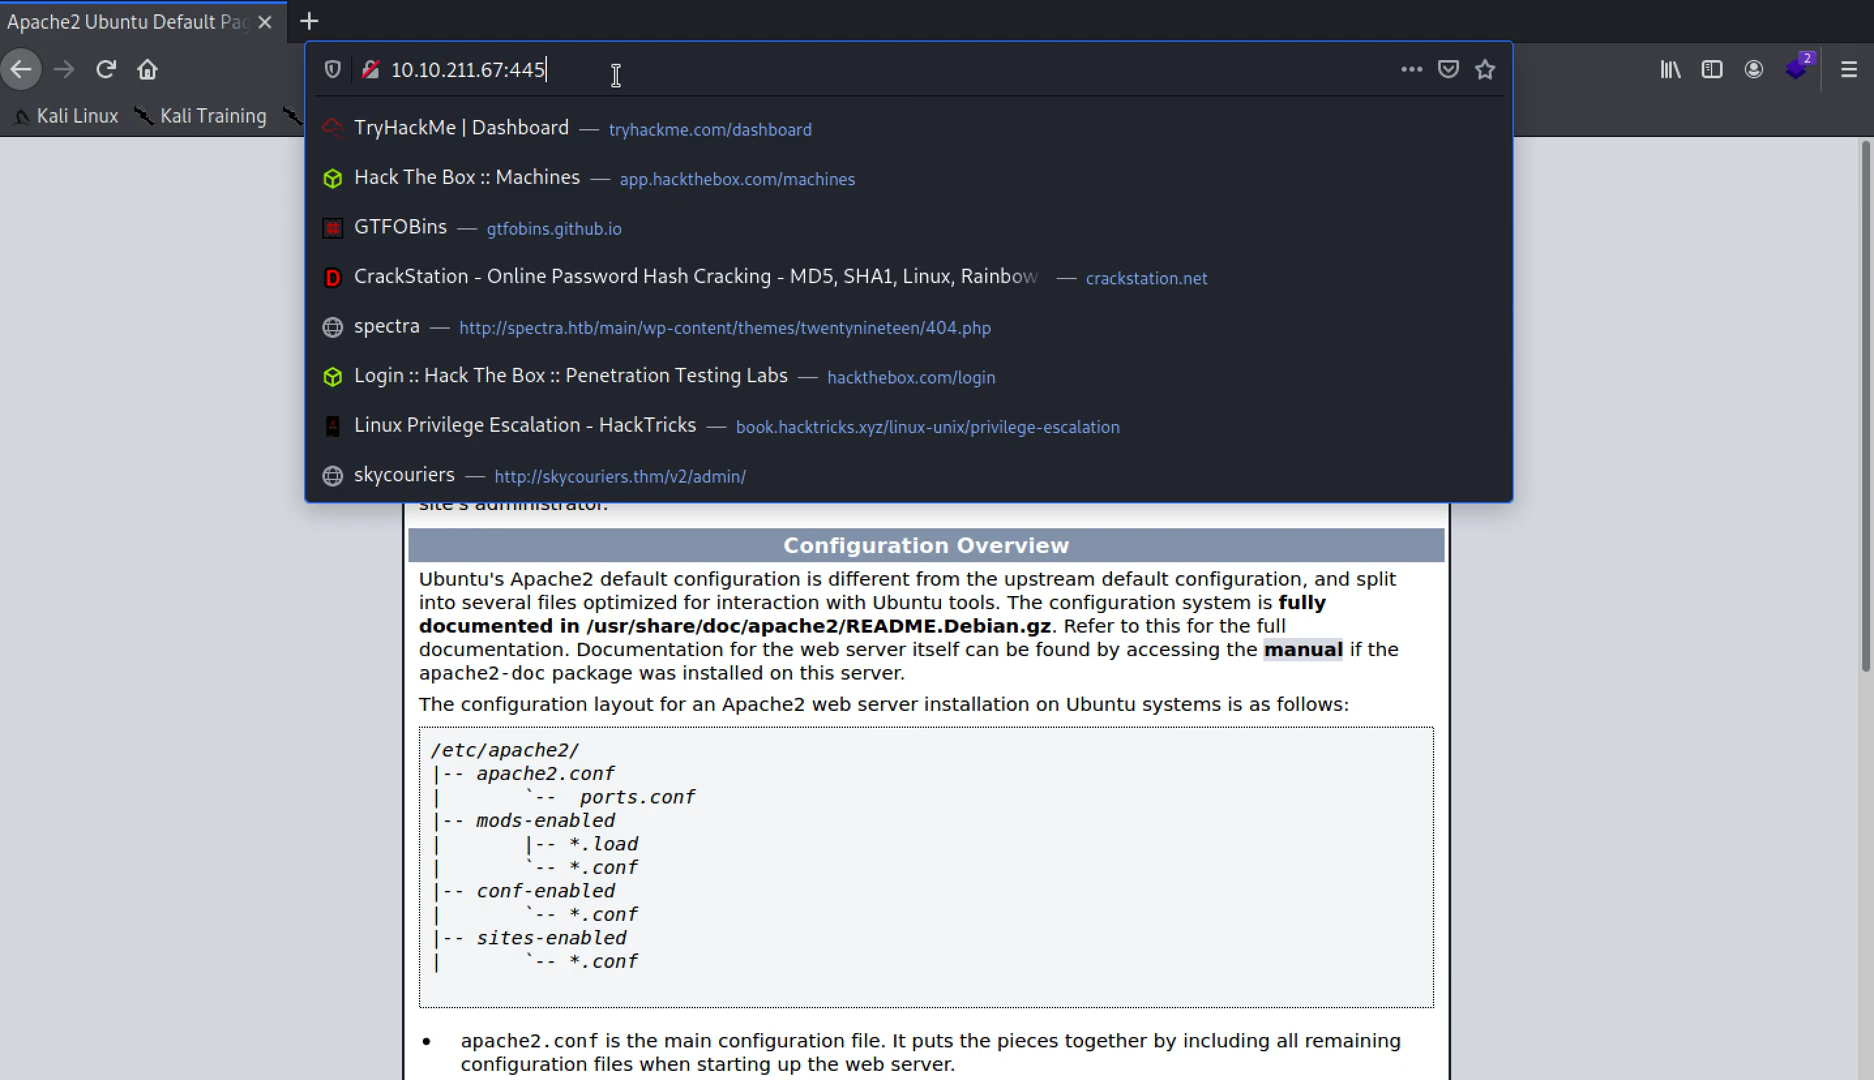 Apache2 Ubuntu Default Pag
10.10.211.67:445
2
Kali Linux
Kali Training
TryHackMe | Dashboard — tryhackme.com/dashboard
Hack The Box :: Machines — app.hackthebox.com/machines
GTFOBins — gtfobins.github.io
CrackStation - Online Password Hash Cracking - MD5, SHA1, Linux, Rainbow — crackstation.net
spectra — http://spectra.htb/main/wp-content/themes/twentynineteen/404.php
Login :: Hack The Box :: Penetration Testing Labs — hackthebox.com/login
Linux Privilege Escalation - HackTricks — book.hacktricks.xyz/linux-unix/privilege-escalation
skycouriers — http://skycouriers.thm/v2/admin/
site's administrator.
Configuration Overview
Ubuntu's Apache2 default configuration is different from the upstream default configuration, and split
into several files optimized for interaction with Ubuntu tools. The configuration system is fully
documented in /usr/share/doc/apache2/README.Debian.gz. Refer to this for the full
documentation. Documentation for the web server itself can be found by accessing the manual if the
apache2-doc package was installed on this server.
The configuration layout for an Apache2 web server installation on Ubuntu systems is as follows:
/etc/apache2/
|-- apache2.conf
|       `--  ports.conf
|-- mods-enabled
|       |-- *.load
|       `-- *.conf
|-- conf-enabled
|       `-- *.conf
|-- sites-enabled
|       `-- *.conf
• apache2.conf is the main configuration file. It puts the pieces together by including all remaining
configuration files when starting up the web server.